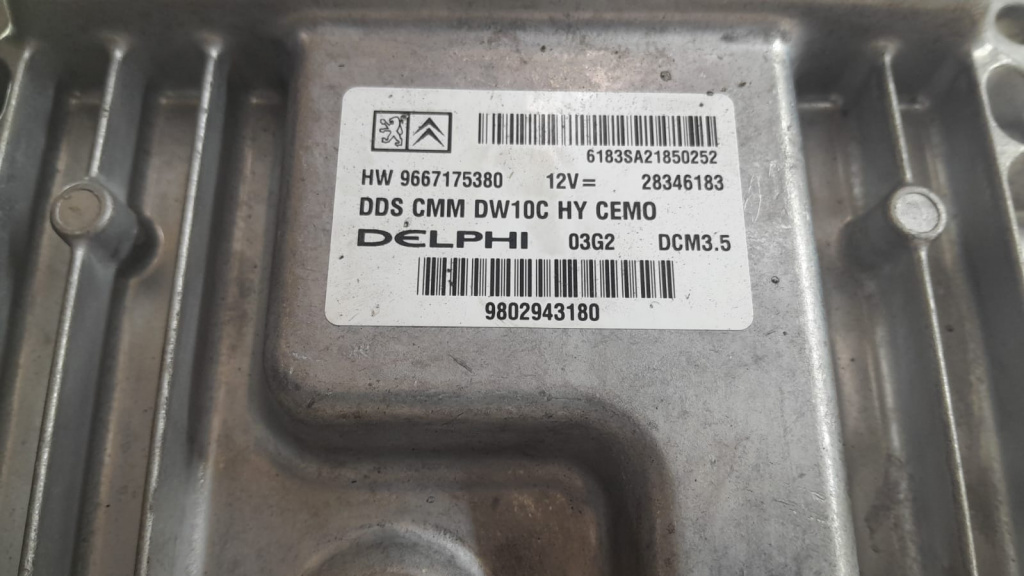 6183SA21850252
HW 9667175380 12V= 28346183
DDS CMM DW10C HY CEMO
DELPHI 03G2 DCM3.5
9802943180